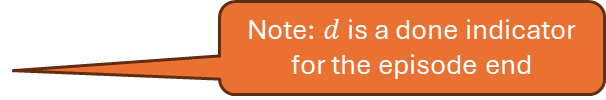 Note: d is a done indicator
for the episode end